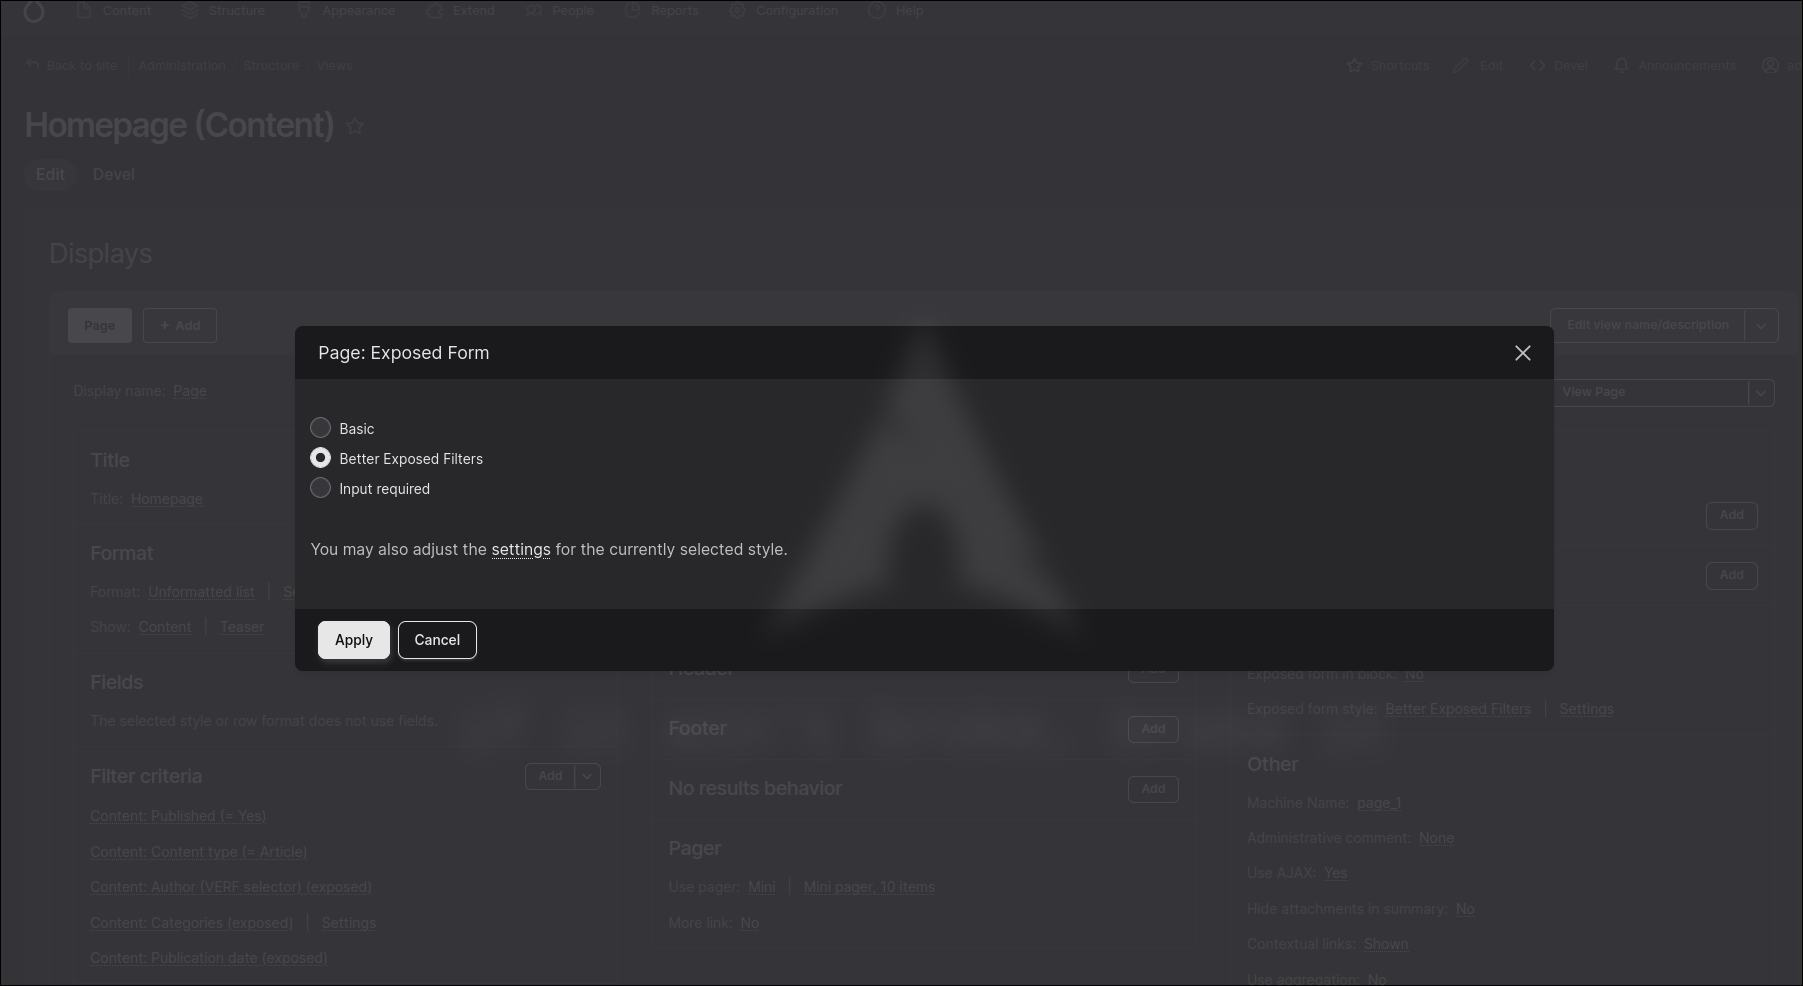 Content Structure Appearance Extend People Reports Configuration Help
Back to site Administration Structure Views Shortcuts Edit Devel Announcements
Homepage (Content)
Edit Devel
Displays
Page + Add Edit view name/description
Page: Exposed Form
Display name: Page View Page
Basic
Better Exposed Filters
Input required
You may also adjust the settings for the currently selected style.
Apply Cancel
Title
Title: Homepage
Format
Format: Unformatted list
Show: Content | Teaser
Fields
The selected style or row format does not use fields.
Filter criteria Add
Content: Published (= Yes)
Content: Content type (= Article)
Content: Author (VERF selector) (exposed)
Content: Categories (exposed) | Settings
Content: Publication date (exposed)
Header Add
Footer Add
No results behavior Add
Pager
Use pager: Mini | Mini pager, 10 items
More link: No
Add
Add
Exposed form in block: No
Exposed form style: Better Exposed Filters | Settings
Other
Machine Name: page_1
Administrative comment: None
Use AJAX: Yes
Hide attachments in summary: No
Contextual links: Shown
Use aggregation: No